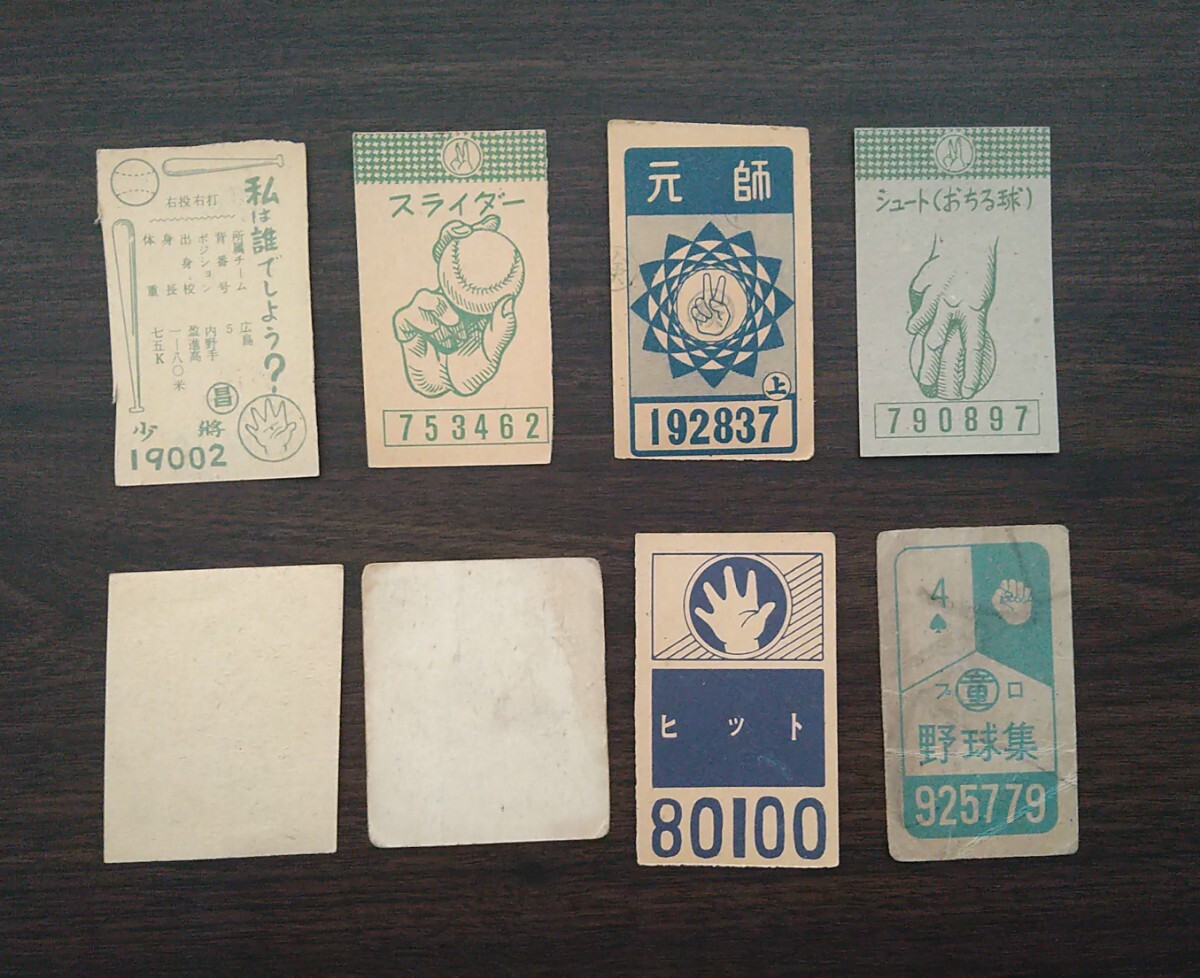 右投右打
私は誰でしよう？
所属チーム 広島
背番号 5
ポジション 内野手
出身校 盈進高
身長 一―八〇米
体重 七五K
昌
少将
19002
スライダー
753462
元師
上
192837
シュート(おちる球)
790897
ヒット
80100
4♠
プ童ロ
野球集
925779